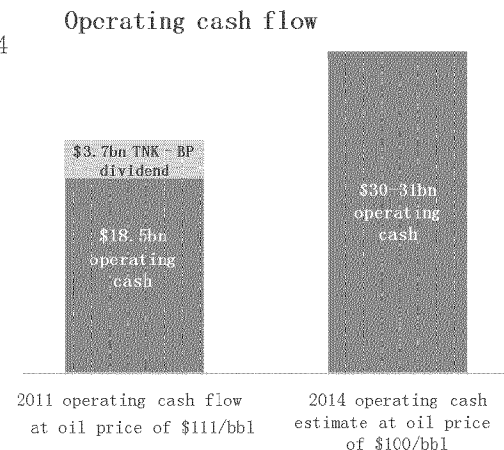 Operating cash flow
4
$3.7bn TNK-BP
dividend
$18.5bn
operating
cash
$30-31bn
operating
cash
2011 operating cash flow
at oil price of $111/bbl
2014 operating cash
estimate at oil price
of $100/bbl